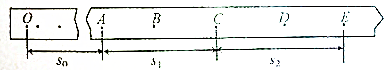 O A B C D E
s₀ s₁ s₂